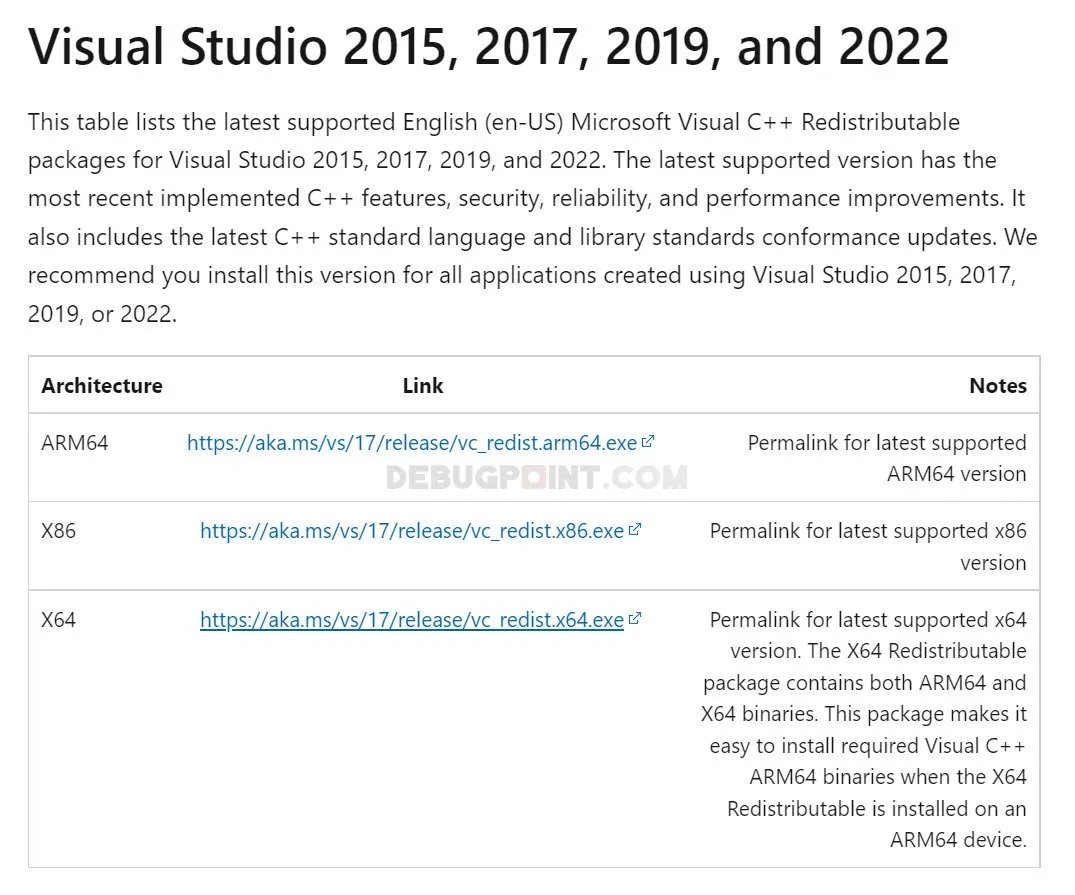 Visual Studio 2015, 2017, 2019, and 2022
This table lists the latest supported English (en-US) Microsoft Visual C++ Redistributable
packages for Visual Studio 2015, 2017, 2019, and 2022. The latest supported version has the
most recent implemented C++ features, security, reliability, and performance improvements. It
also includes the latest C++ standard language and library standards conformance updates. We
recommend you install this version for all applications created using Visual Studio 2015, 2017,
2019, or 2022.
Architecture Link Notes
ARM64 https://aka.ms/vs/17/release/vc_redist.arm64.exe Permalink for latest supported
ARM64 version
DEBUGPOINT.COM
X86 https://aka.ms/vs/17/release/vc_redist.x86.exe Permalink for latest supported x86
version
X64 https://aka.ms/vs/17/release/vc_redist.x64.exe Permalink for latest supported x64
version. The X64 Redistributable
package contains both ARM64 and
X64 binaries. This package makes it
easy to install required Visual C++
ARM64 binaries when the X64
Redistributable is installed on an
ARM64 device.